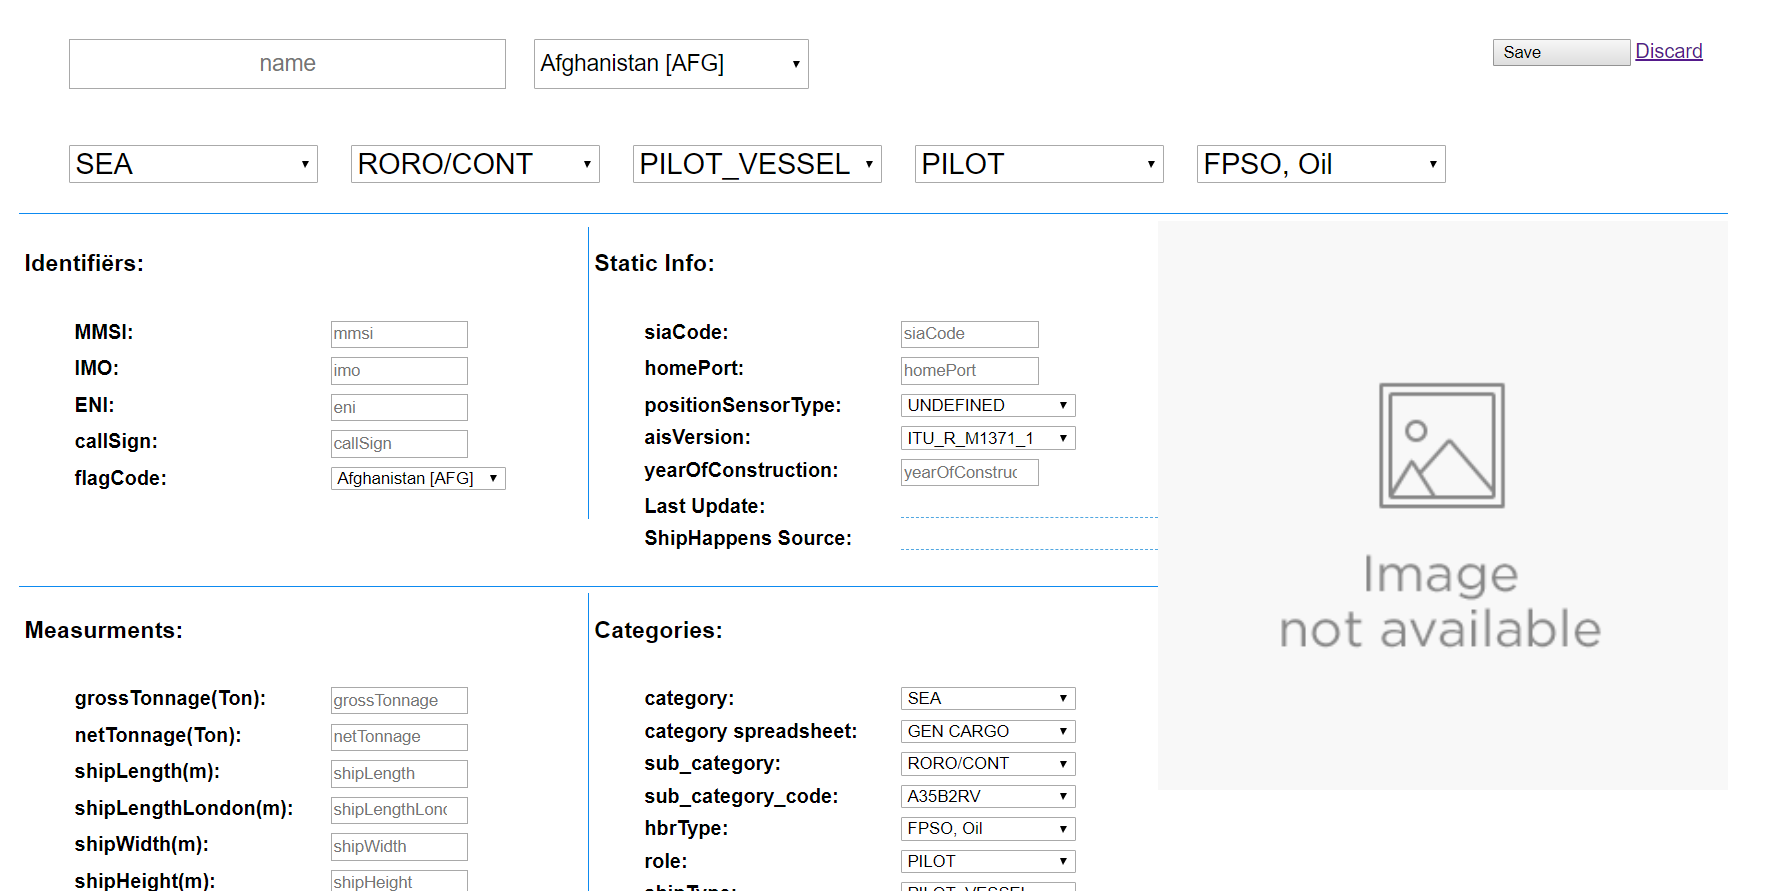 name
Afghanistan [AFG]
Save Discard
SEA RORO/CONT PILOT_VESSEL PILOT FPSO, Oil
Identifiërs:
MMSI: mmsi
IMO: imo
ENI: eni
callSign: callSign
flagCode: Afghanistan [AFG]
Static Info:
siaCode: siaCode
homePort: homePort
positionSensorType: UNDEFINED
aisVersion: ITU_R_M1371_1
yearOfConstruction: yearOfConstruc
Last Update:
ShipHappens Source:
Image
not available
Measurments:
grossTonnage(Ton): grossTonnage
netTonnage(Ton): netTonnage
shipLength(m): shipLength
shipLengthLondon(m): shipLengthLonc
shipWidth(m): shipWidth
shipHeight(m): shipHeight
Categories:
category: SEA
category spreadsheet: GEN CARGO
sub_category: RORO/CONT
sub_category_code: A35B2RV
hbrType: FPSO, Oil
role: PILOT
shipType: PILOT_VESSEL